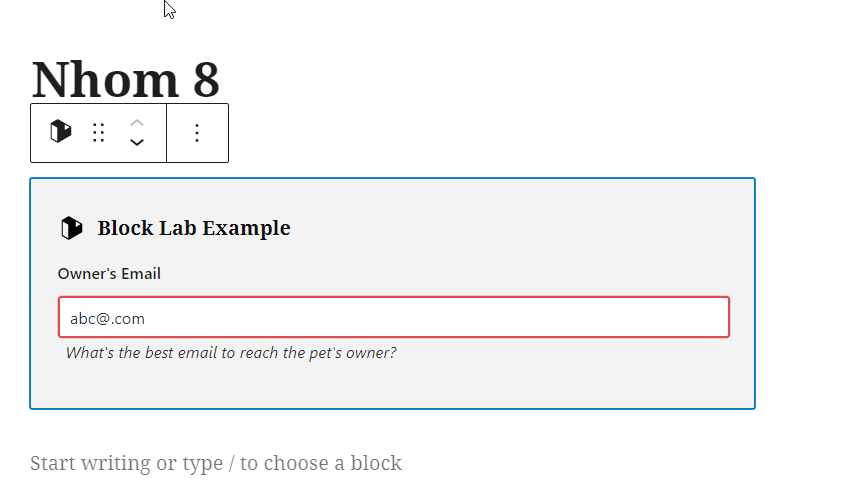 Nhom 8
Block Lab Example
Owner's Email
abc@.com
What's the best email to reach the pet's owner?
Start writing or type / to choose a block